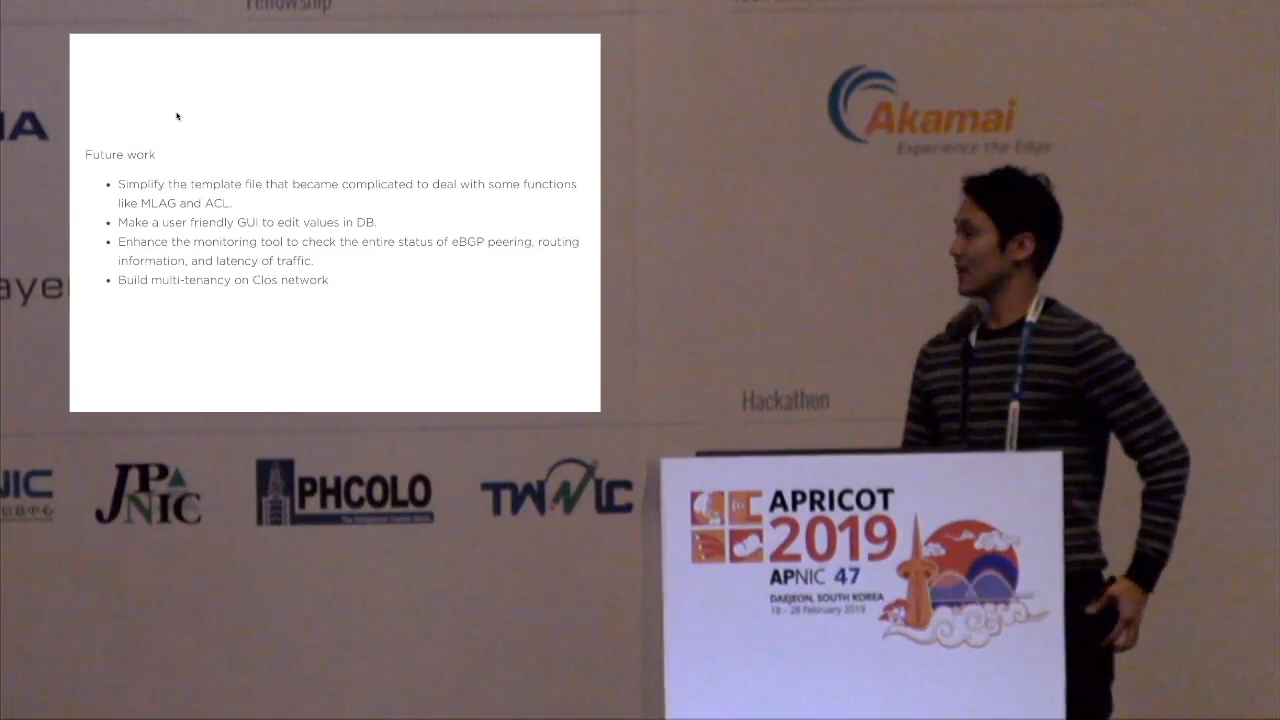 Fellowship
Akamai
Experience the Edge
Future work
• Simplify the template file that became complicated to deal with some functions
like MLAG and ACL.
• Make a user friendly GUI to edit values in DB.
• Enhance the monitoring tool to check the entire status of eBGP peering, routing
information, and latency of traffic.
• Build multi-tenancy on Clos network
Hackathon
JPNIC
PHCOLO
TWNIC
APRICOT
2019
APNIC 47
DAEJEON, SOUTH KOREA
18 - 28 February 2019